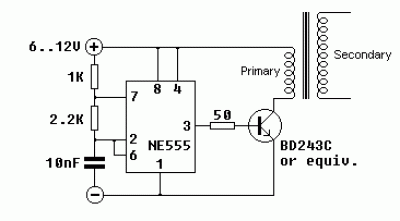 6..12V
1K
2.2K
10nF
7
8 4
2
6
3
NE555
1
50
Primary
Secondary
BD243C
or equiv.